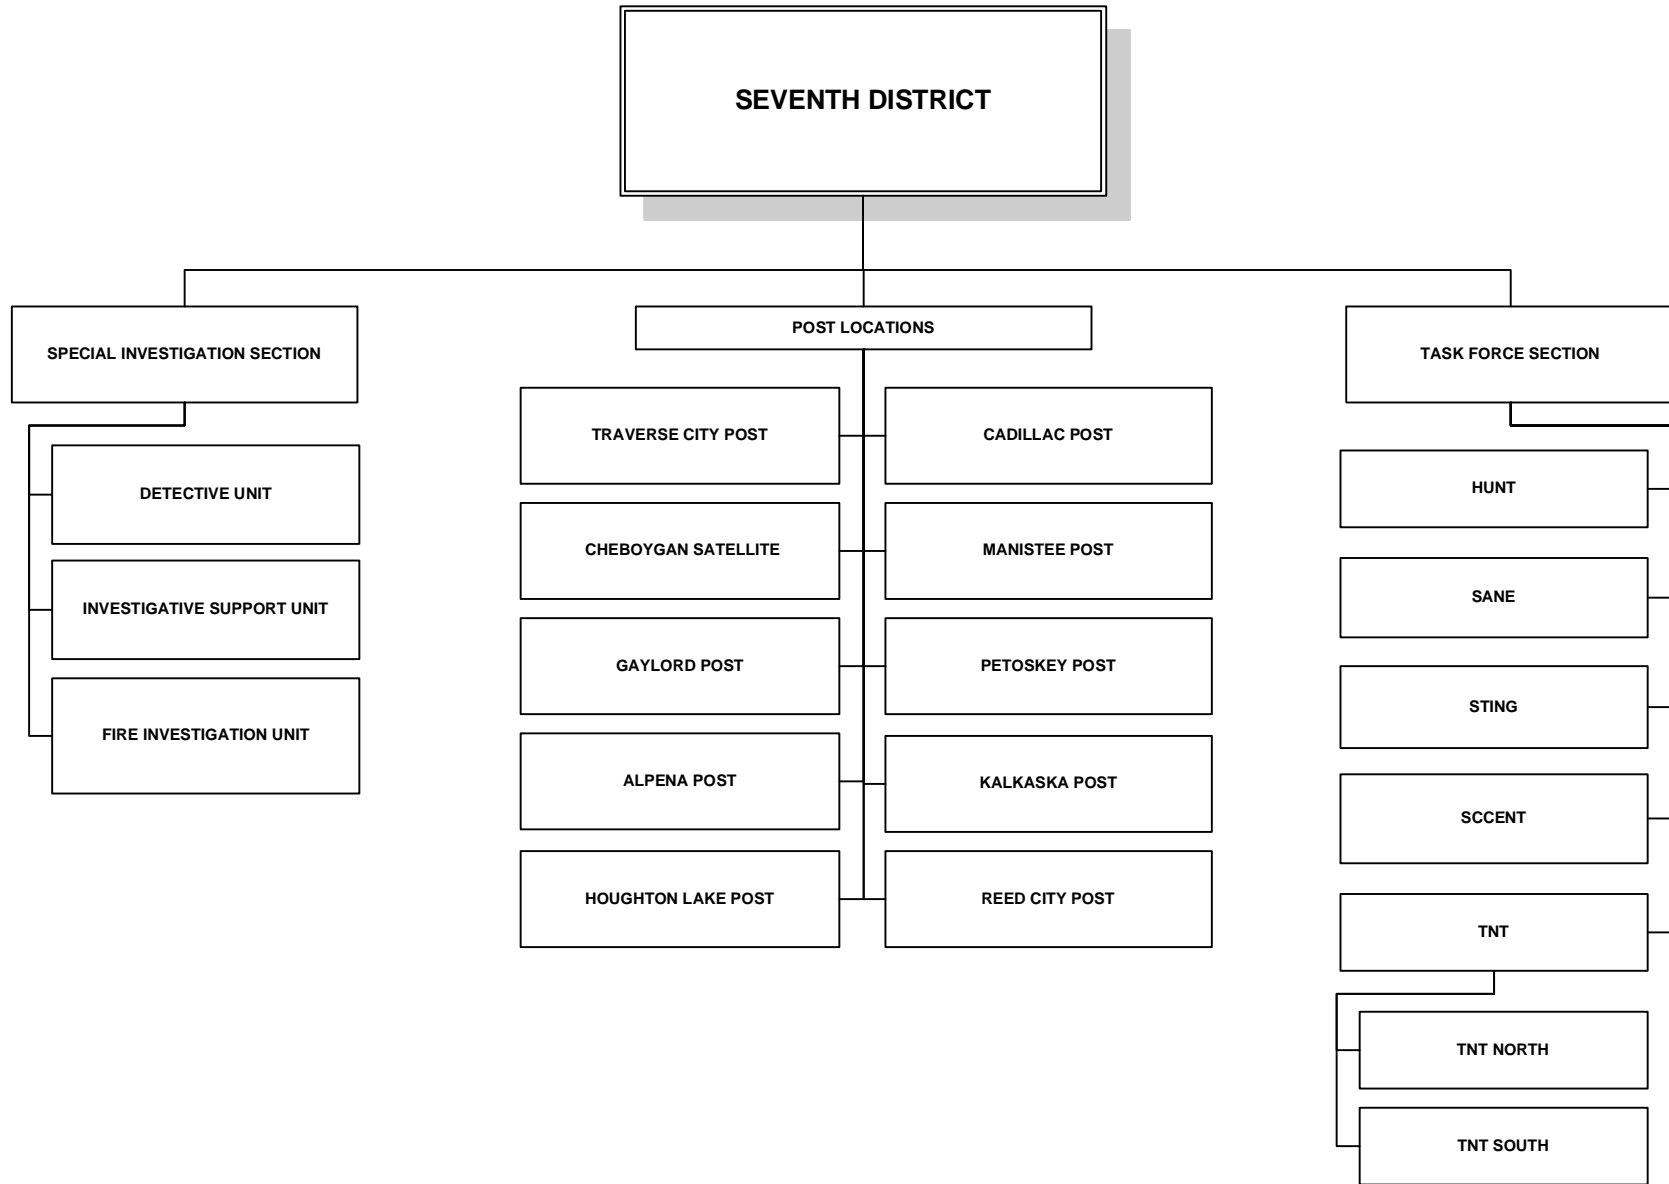 SEVENTH DISTRICT
SPECIAL INVESTIGATION SECTION
DETECTIVE UNIT
INVESTIGATIVE SUPPORT UNIT
FIRE INVESTIGATION UNIT
POST LOCATIONS
TRAVERSE CITY POST
CADILLAC POST
CHEBOYGAN SATELLITE
MANISTEE POST
GAYLORD POST
PETOSKEY POST
ALPENA POST
KALKASKA POST
HOUGHTON LAKE POST
REED CITY POST
TASK FORCE SECTION
HUNT
SANE
STING
SCCENT
TNT
TNT NORTH
TNT SOUTH